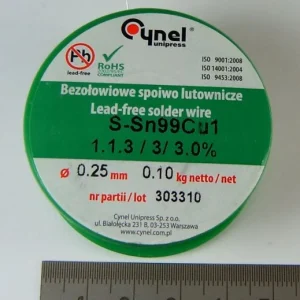 Cynel
unipress
Pb
lead-free
RoHS
COMPLIANT
ISO 9001:2008
ISO 14001:2004
ISO 9453:2008
Bezołowiowe spoiwo lutownicze
Lead-free solder wire
S-Sn99Cu1
1.1.3/ 3/ 3.0%
ø 0.25 mm 0.10 kg netto / net
nr partii / lot 303310
Cynel Unipress Sp. z o.o.
ul. Białołęcka 231 B, 03-253 Warszawa
www.cynel.com.pl